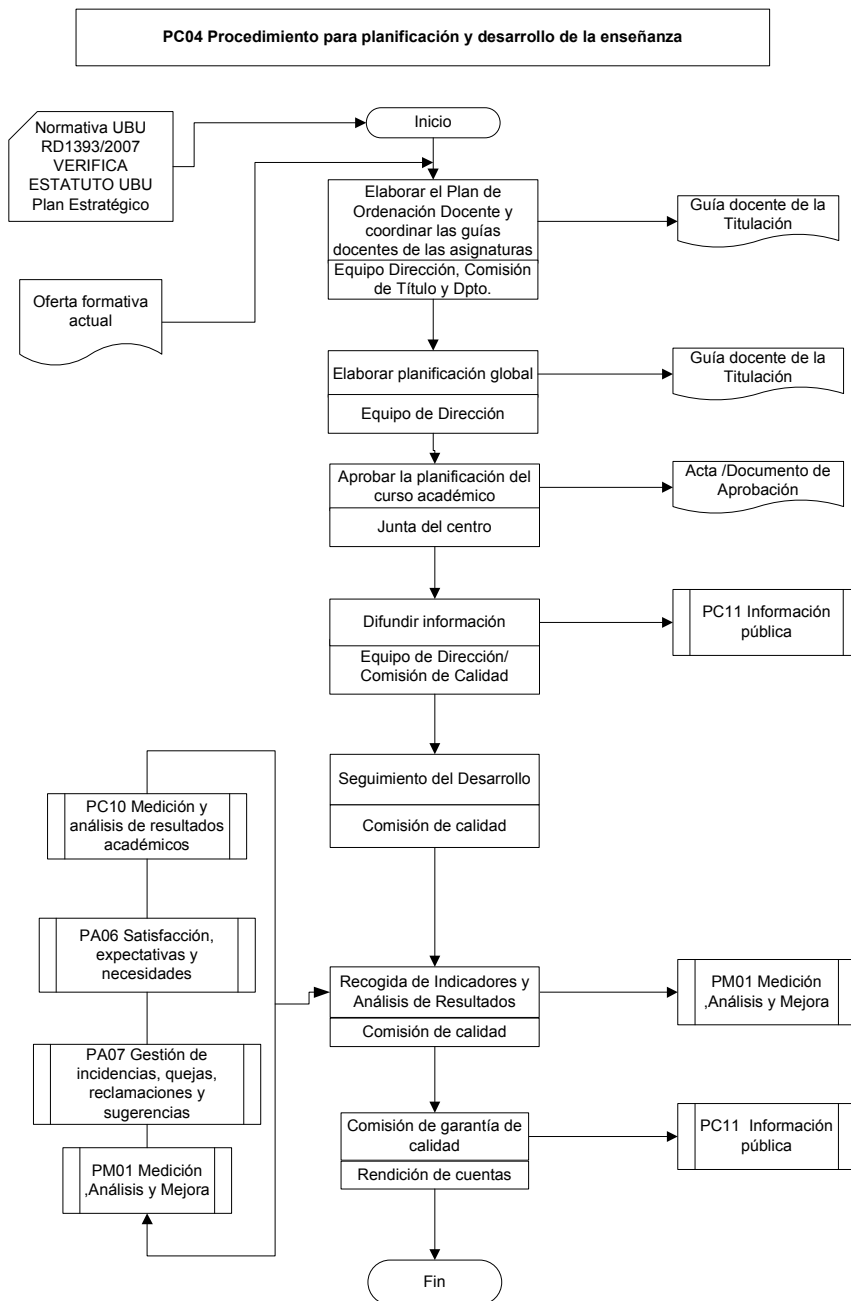 PC04 Procedimiento para planificación y desarrollo de la enseñanza
Normativa UBU
RD1393/2007
VERIFICA
ESTATUTO UBU
Plan Estratégico
Inicio
Elaborar el Plan de
Ordenación Docente y
coordinar las guías
docentes de las asignaturas
Equipo Dirección, Comisión
de Título y Dpto.
Guía docente de la
Titulación
Oferta formativa
actual
Elaborar planificación global
Equipo de Dirección
Guía docente de la
Titulación
Aprobar la planificación del
curso académico
Junta del centro
Acta /Documento de
Aprobación
Difundir información
Equipo de Dirección/
Comisión de Calidad
PC11 Información
pública
Seguimiento del Desarrollo
Comisión de calidad
PC10 Medición y
análisis de resultados
académicos
PA06 Satisfacción,
expectativas y
necesidades
PA07 Gestión de
incidencias, quejas,
reclamaciones y
sugerencias
PM01 Medición
,Análisis y Mejora
Recogida de Indicadores y
Análisis de Resultados
Comisión de calidad
PM01 Medición
,Análisis y Mejora
Comisión de garantía de
calidad
Rendición de cuentas
PC11 Información
pública
Fin